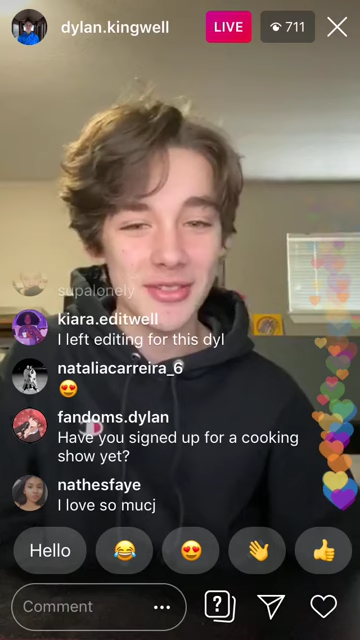 dylan.kingwell
LIVE
711
supalonely
kiara.editwell
I left editing for this dyl
nataliacarreira_6
😍
fandoms.dylan
Have you signed up for a cooking
show yet?
nathesfaye
I love so mucj
Hello
Comment